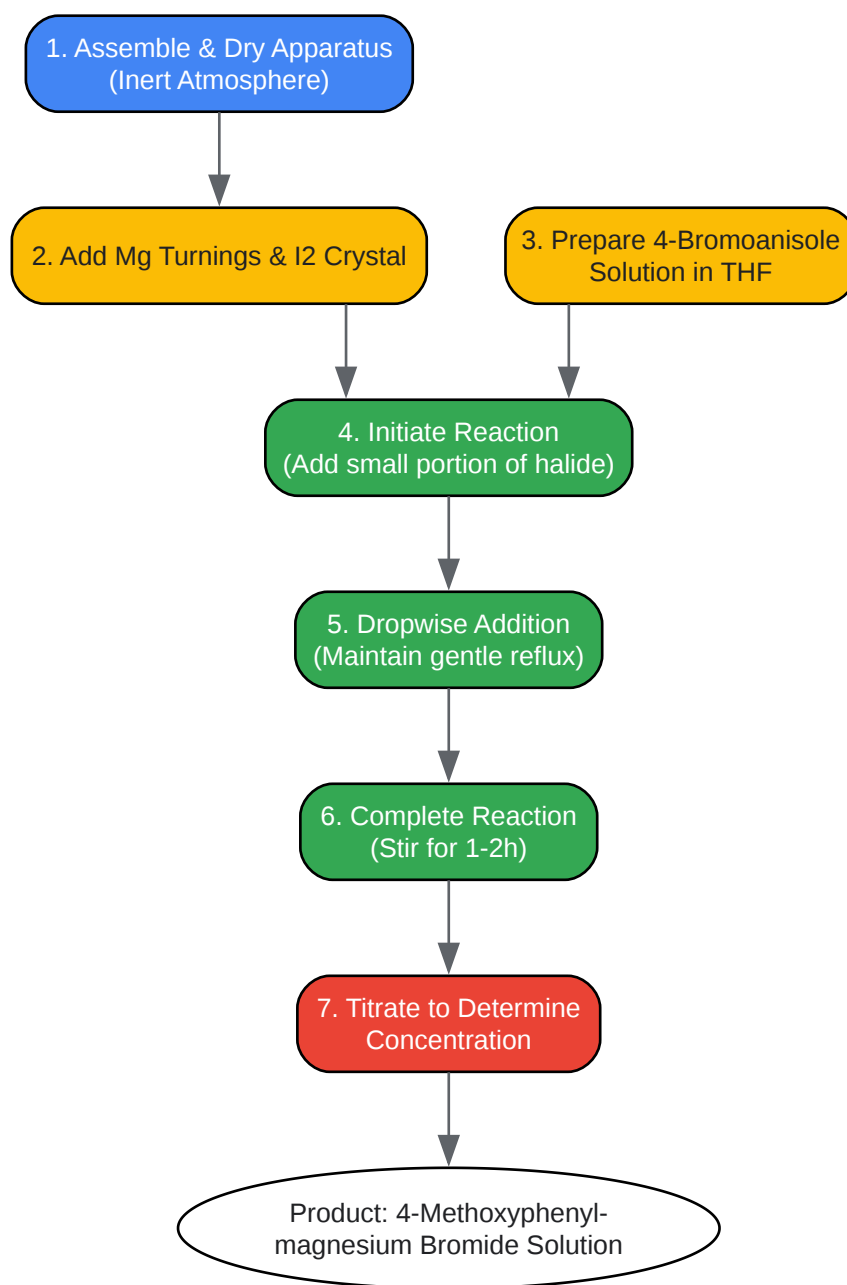 1. Assemble & Dry Apparatus
(Inert Atmosphere)
2. Add Mg Turnings & I2 Crystal
3. Prepare 4-Bromoanisole
Solution in THF
4. Initiate Reaction
(Add small portion of halide)
5. Dropwise Addition
(Maintain gentle reflux)
6. Complete Reaction
(Stir for 1-2h)
7. Titrate to Determine
Concentration
Product: 4-Methoxyphenyl-
magnesium Bromide Solution